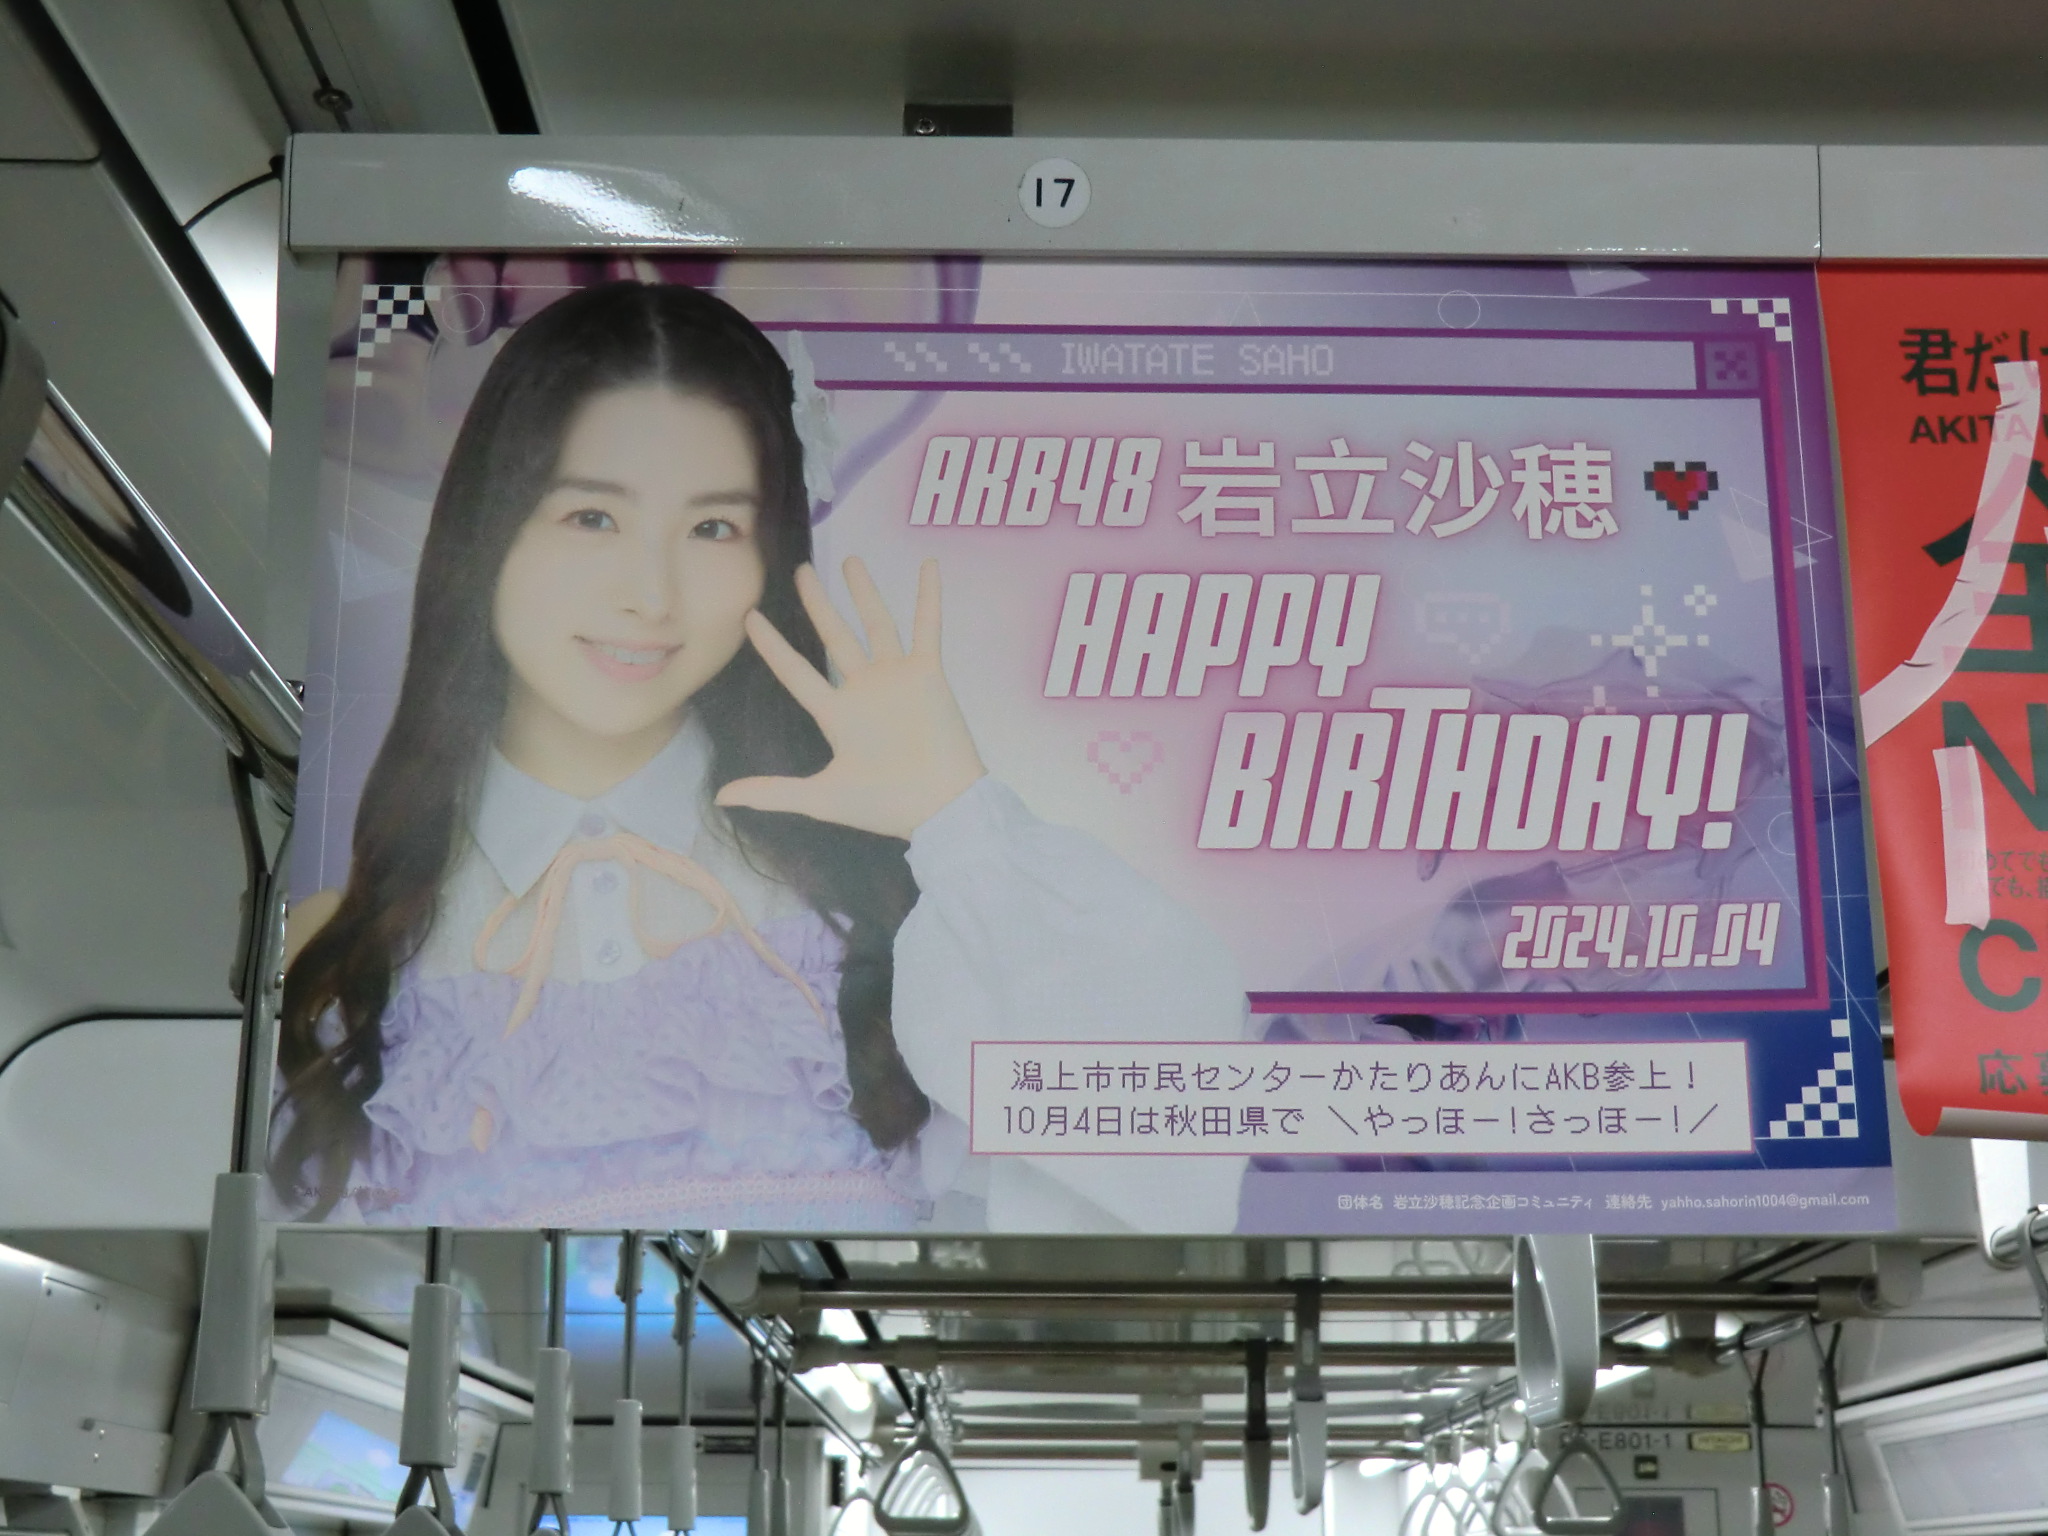 17
IWATATE SAHO
AKB48 岩立沙穂
HAPPY
BIRTHDAY!
2024.10.04
潟上市市民センターかたりあんにAKB参上！
10月4日は秋田県で ＼やっほー!さっほー!／
団体名 岩立沙穂記念企画コミュニティ 連絡先 yahho.sahorin1004@gmail.com
君だけ
AKITA
全
N
C
応
E801-1